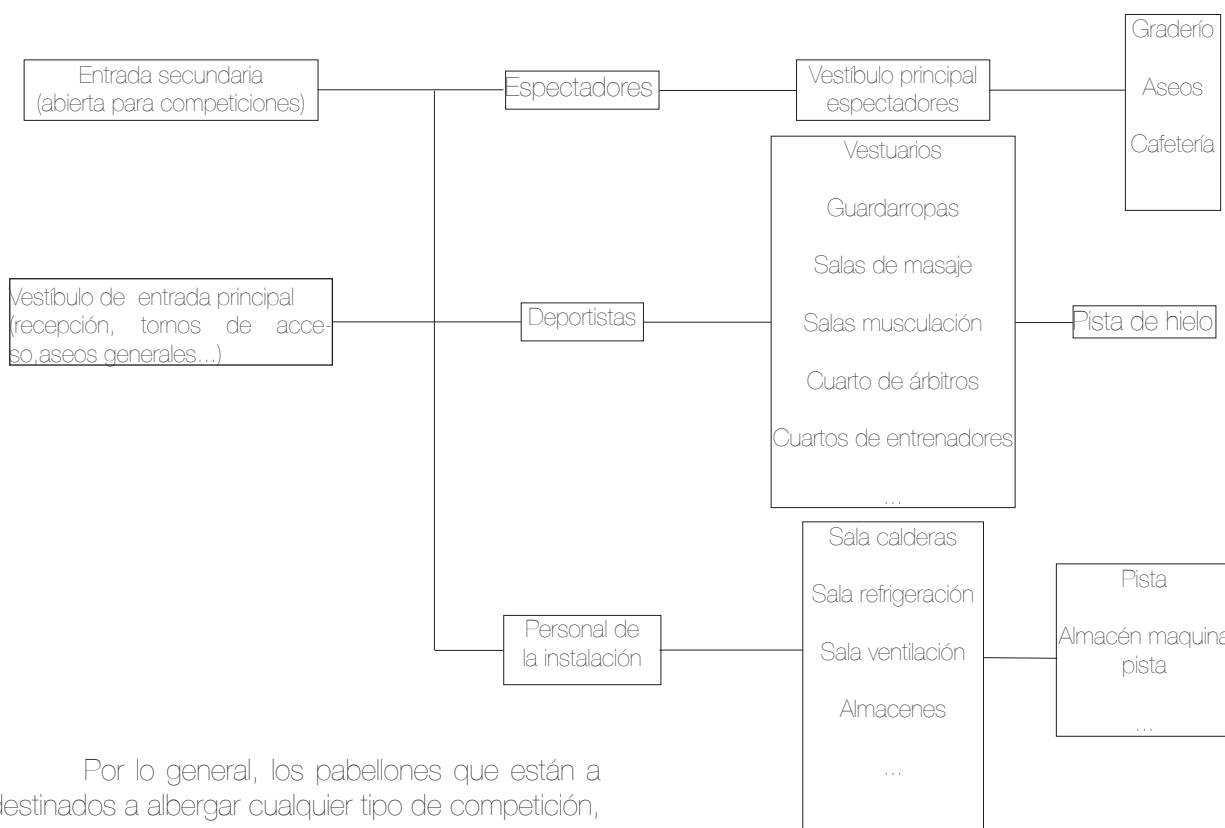 Entrada secundaria
(abierta para competiciones)
Espectadores
Vestíbulo principal
espectadores
Graderío
Aseos
Cafetería
Vestíbulo de entrada principal
(recepción, tornos de acce-
so,aseos generales...)
Deportistas
Vestuarios
Guardarropas
Salas de masaje
Salas musculación
Cuarto de árbitros
Cuartos de entrenadores
...
Pista de hielo
Personal de
la instalación
Sala calderas
Sala refrigeración
Sala ventilación
Almacenes
...
Pista
Almacén maquina
pista
...
Por lo general, los pabellones que están a
destinados a albergar cualquier tipo de competición,